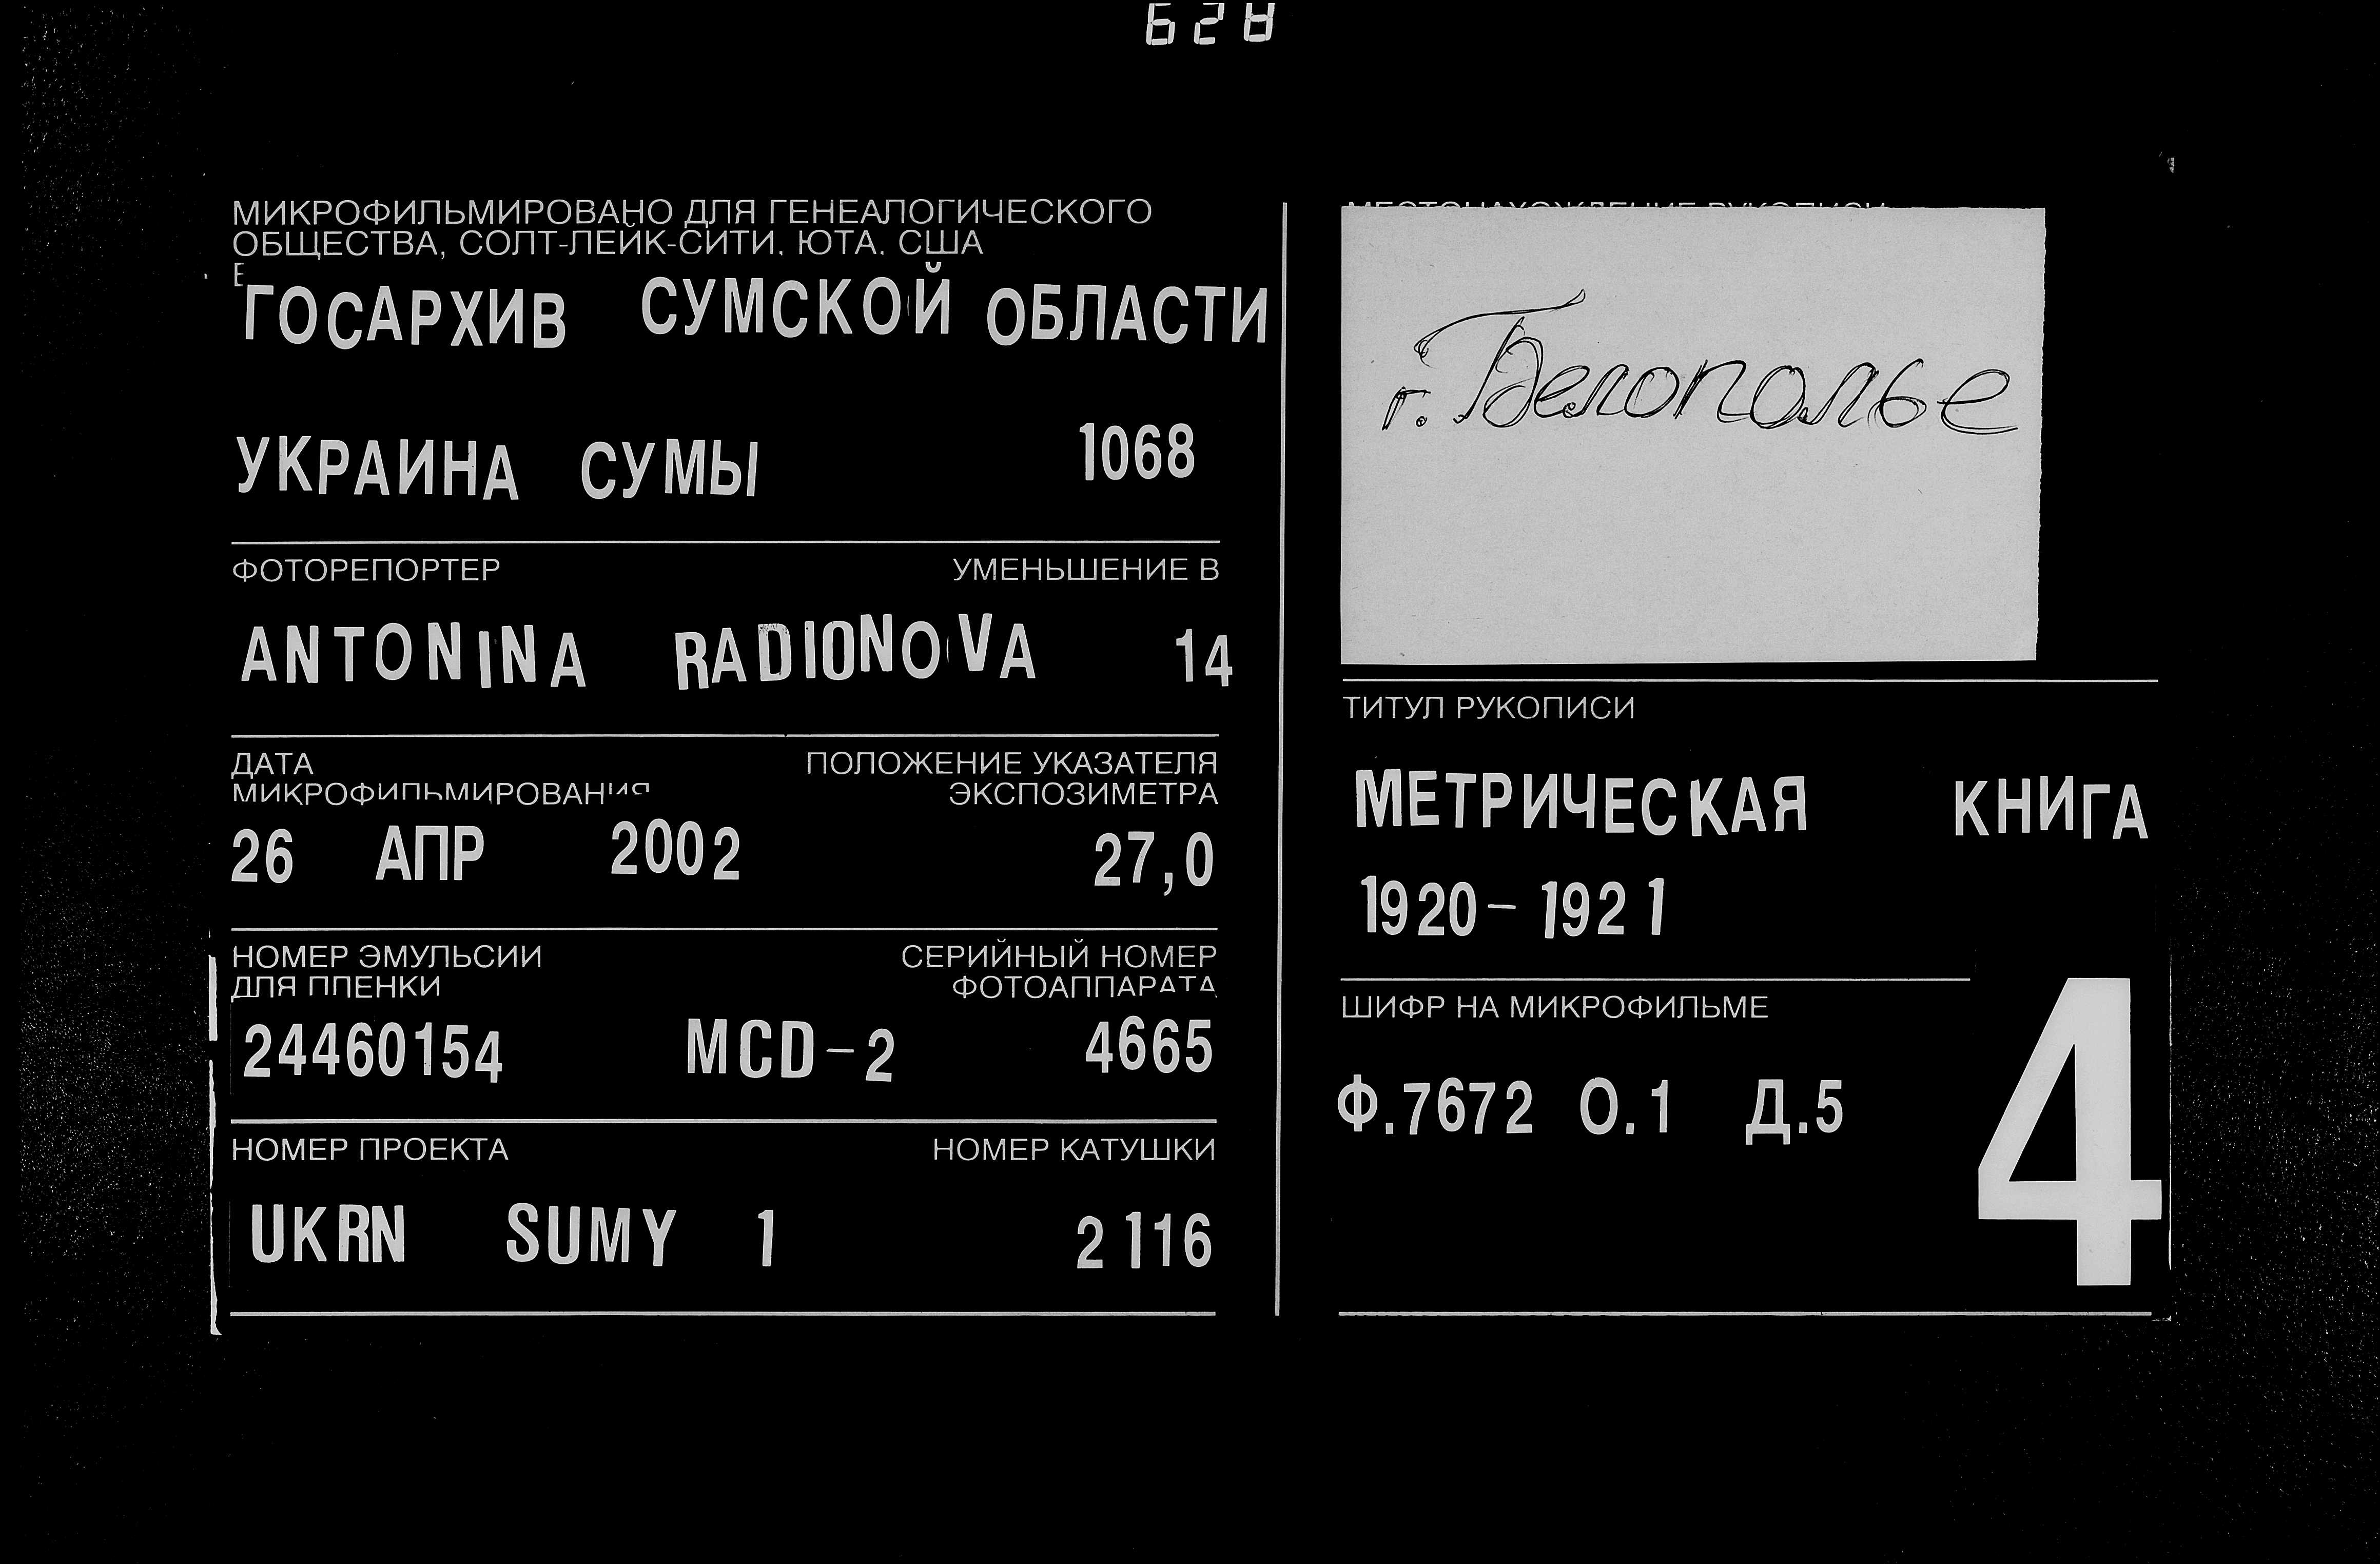 628
МИКРОФИЛЬМИРОВАНО ДЛЯ ГЕНЕАЛОГИЧЕСКОГО
ОБЩЕСТВА, СОЛТ-ЛЕЙК-СИТИ, ЮТА, США
ГОСАРХИВ СУМСКОЙ ОБЛАСТИ
УКРАИНА СУМЫ 1068
ФОТОРЕПОРТЕР УМЕНЬШЕНИЕ В
ANTONINA RADIONOVA 14
ДАТА ПОЛОЖЕНИЕ УКАЗАТЕЛЯ
МИКРОФИЛЬМИРОВАНИЯ ЭКСПОЗИМЕТРА
26 АПР 2002 27,0
НОМЕР ЭМУЛЬСИИ СЕРИЙНЫЙ НОМЕР
ДЛЯ ПЛЕНКИ ФОТОАППАРАТА
24460154 MCD-2 4665
НОМЕР ПРОЕКТА НОМЕР КАТУШКИ
UKRN SUMY 1 2116
МЕСТОНАХОЖДЕНИЕ РУКОПИСИ
г. Белополье
ТИТУЛ РУКОПИСИ
МЕТРИЧЕСКАЯ КНИГА
1920-1921
ШИФР НА МИКРОФИЛЬМЕ
Ф.7672 О.1 Д.5
4